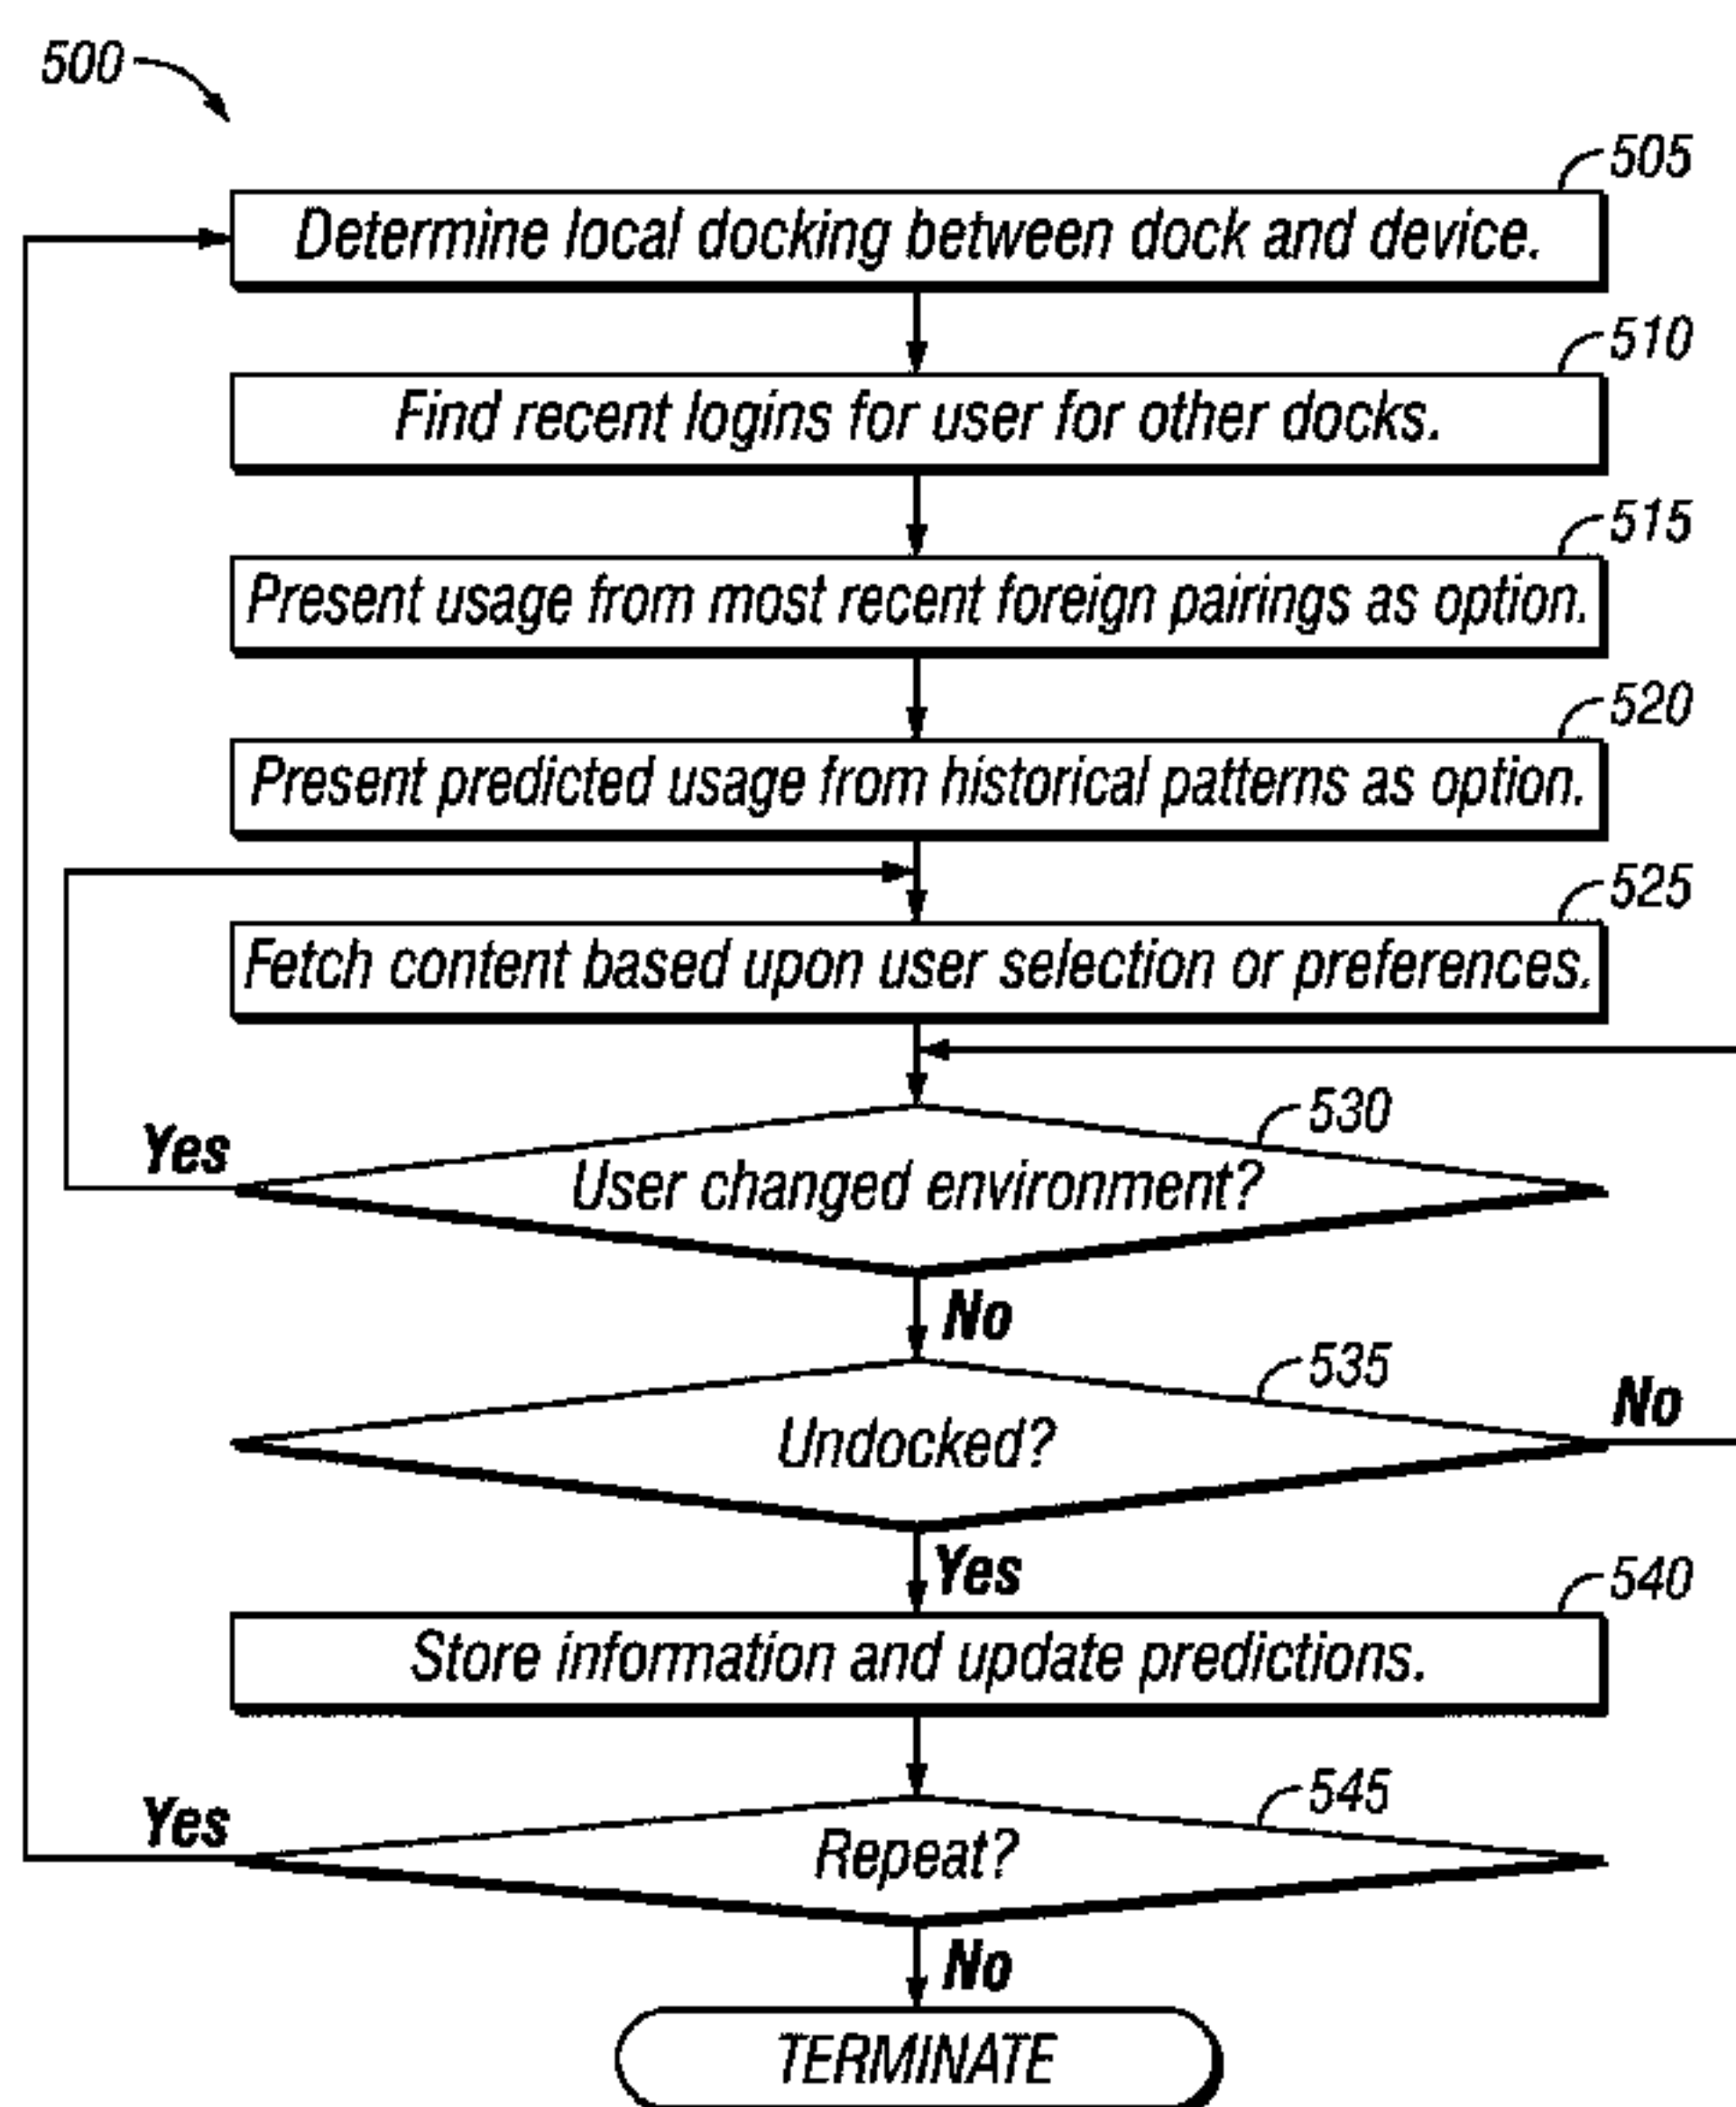 500
505
Determine local docking between dock and device.
510
Find recent logins for user for other docks.
515
Present usage from most recent foreign pairings as option.
520
Present predicted usage from historical patterns as option.
525
Fetch content based upon user selection or preferences.
530
Yes
User changed environment?
No
535
Undocked?
No
Yes
540
Store information and update predictions.
545
Yes
Repeat?
No
TERMINATE